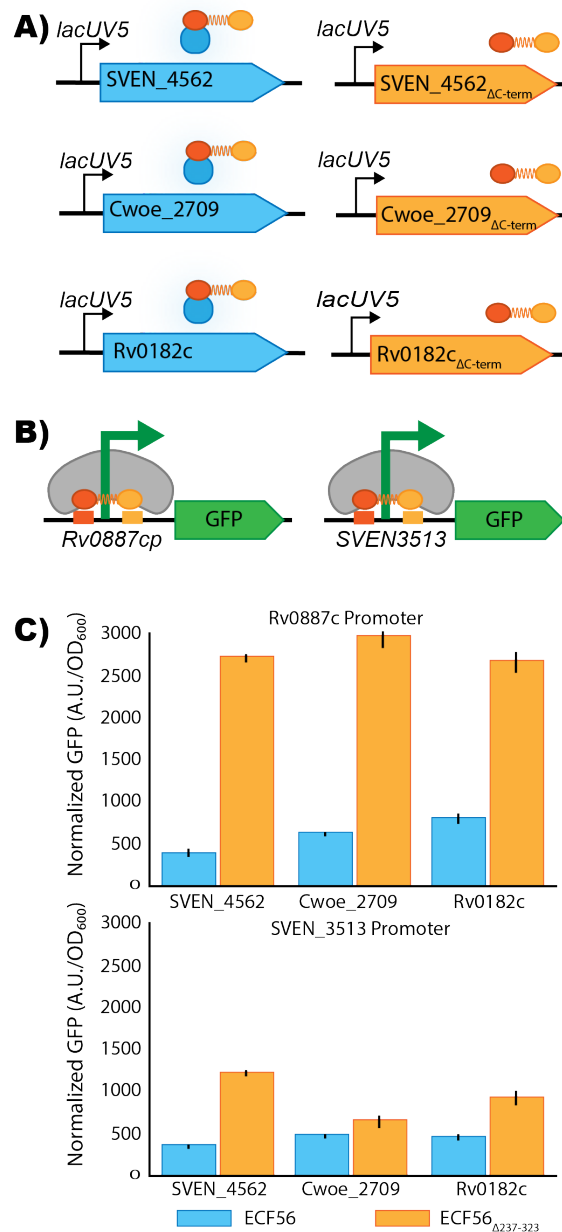 A)
lacUV5
lacUV5
SVEN_4562
SVEN_4562ΔC-term
lacUV5
lacUV5
Cwoe_2709
Cwoe_2709ΔC-term
lacUV5
lacUV5
Rv0182c
Rv0182cΔC-term
B)
GFP
GFP
Rv0887cp
SVEN3513
C)
Rv0887c Promoter
Normalized GFP (A.U./OD600)
3000
2500
2000
1500
1000
500
0
SVEN_4562 Cwoe_2709 Rv0182c
SVEN_3513 Promoter
Normalized GFP (A.U./OD600)
3000
2500
2000
1500
1000
500
0
SVEN_4562 Cwoe_2709 Rv0182c
ECF56 ECF56Δ237-323